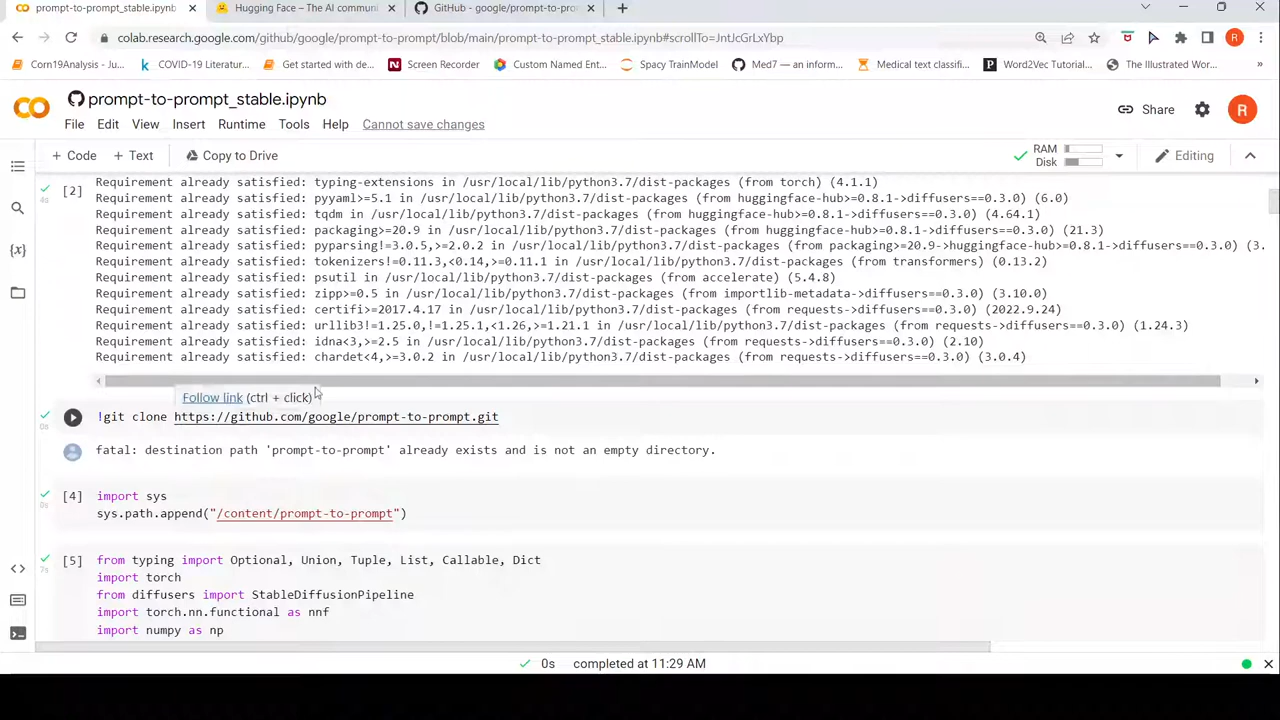 prompt-to-prompt_stable.ipynb
Hugging Face – The AI communi
GitHub - google/prompt-to-prom
colab.research.google.com/github/google/prompt-to-prompt/blob/main/prompt-to-prompt_stable.ipynb#scrollTo=JntJcGrLxYbp
R
Corn19Analysis - Ju...
COVID-19 Literatur...
Get started with de...
Screen Recorder
Custom Named Ent...
Spacy TrainModel
Med7 — an inform...
Medical text classifi...
Word2Vec Tutorial...
The Illustrated Wor...
»
prompt-to-prompt_stable.ipynb
Share
R
File Edit View Insert Runtime Tools Help Cannot save changes
+ Code + Text Copy to Drive
RAM
Disk
Editing
[2] Requirement already satisfied: typing-extensions in /usr/local/lib/python3.7/dist-packages (from torch) (4.1.1)
4s
Requirement already satisfied: pyyaml>=5.1 in /usr/local/lib/python3.7/dist-packages (from huggingface-hub>=0.8.1->diffusers==0.3.0) (6.0)
Requirement already satisfied: tqdm in /usr/local/lib/python3.7/dist-packages (from huggingface-hub>=0.8.1->diffusers==0.3.0) (4.64.1)
Requirement already satisfied: packaging>=20.9 in /usr/local/lib/python3.7/dist-packages (from huggingface-hub>=0.8.1->diffusers==0.3.0) (21.3)
Requirement already satisfied: pyparsing!=3.0.5,>=2.0.2 in /usr/local/lib/python3.7/dist-packages (from packaging>=20.9->huggingface-hub>=0.8.1->diffusers==0.3.0) (3.
Requirement already satisfied: tokenizers!=0.11.3,<0.14,>=0.11.1 in /usr/local/lib/python3.7/dist-packages (from transformers) (0.13.2)
Requirement already satisfied: psutil in /usr/local/lib/python3.7/dist-packages (from accelerate) (5.4.8)
Requirement already satisfied: zipp>=0.5 in /usr/local/lib/python3.7/dist-packages (from importlib-metadata->diffusers==0.3.0) (3.10.0)
Requirement already satisfied: certifi>=2017.4.17 in /usr/local/lib/python3.7/dist-packages (from requests->diffusers==0.3.0) (2022.9.24)
Requirement already satisfied: urllib3!=1.25.0,!=1.25.1,<1.26,>=1.21.1 in /usr/local/lib/python3.7/dist-packages (from requests->diffusers==0.3.0) (1.24.3)
Requirement already satisfied: idna<3,>=2.5 in /usr/local/lib/python3.7/dist-packages (from requests->diffusers==0.3.0) (2.10)
Requirement already satisfied: chardet<4,>=3.0.2 in /usr/local/lib/python3.7/dist-packages (from requests->diffusers==0.3.0) (3.0.4)
Follow link (ctrl + click)
!git clone https://github.com/google/prompt-to-prompt.git
0s
fatal: destination path 'prompt-to-prompt' already exists and is not an empty directory.
[4] import sys
0s
sys.path.append("/content/prompt-to-prompt")
[5] from typing import Optional, Union, Tuple, List, Callable, Dict
7s
import torch
from diffusers import StableDiffusionPipeline
import torch.nn.functional as nnf
import numpy as np
0s completed at 11:29 AM